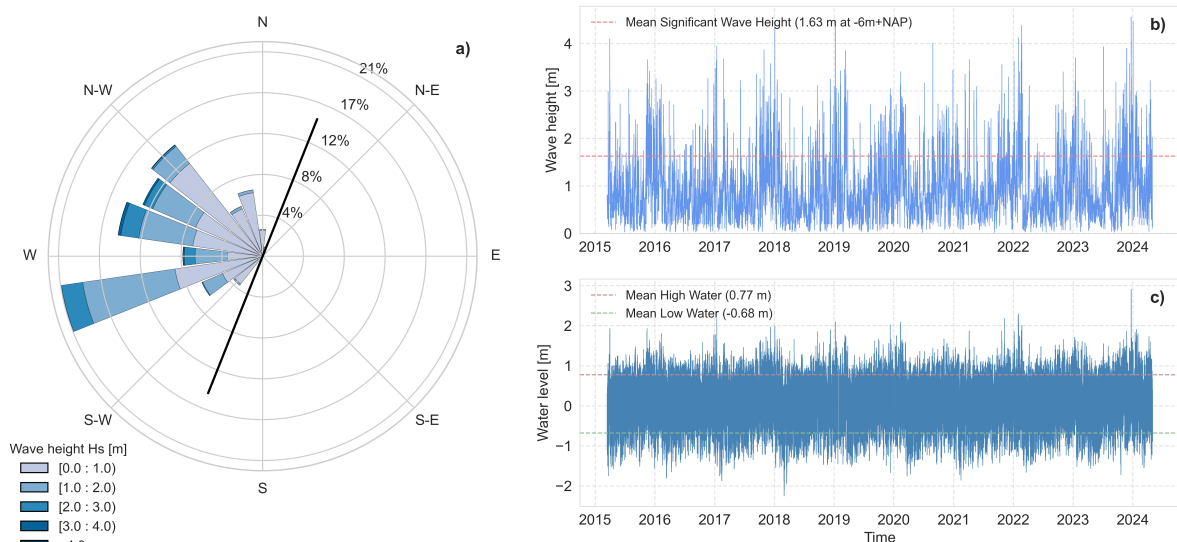 a)
N
N-E
E
S-E
S
S-W
W
N-W
21%
17%
12%
8%
4%
Wave height Hs [m]
[0.0 : 1.0)
[1.0 : 2.0)
[2.0 : 3.0)
[3.0 : 4.0)
b)
Mean Significant Wave Height (1.63 m at -6m+NAP)
Wave height [m]
4
3
2
1
0
2015 2016 2017 2018 2019 2020 2021 2022 2023 2024
c)
Mean High Water (0.77 m)
Mean Low Water (-0.68 m)
Water level [m]
3
2
1
0
−1
−2
2015 2016 2017 2018 2019 2020 2021 2022 2023 2024
Time